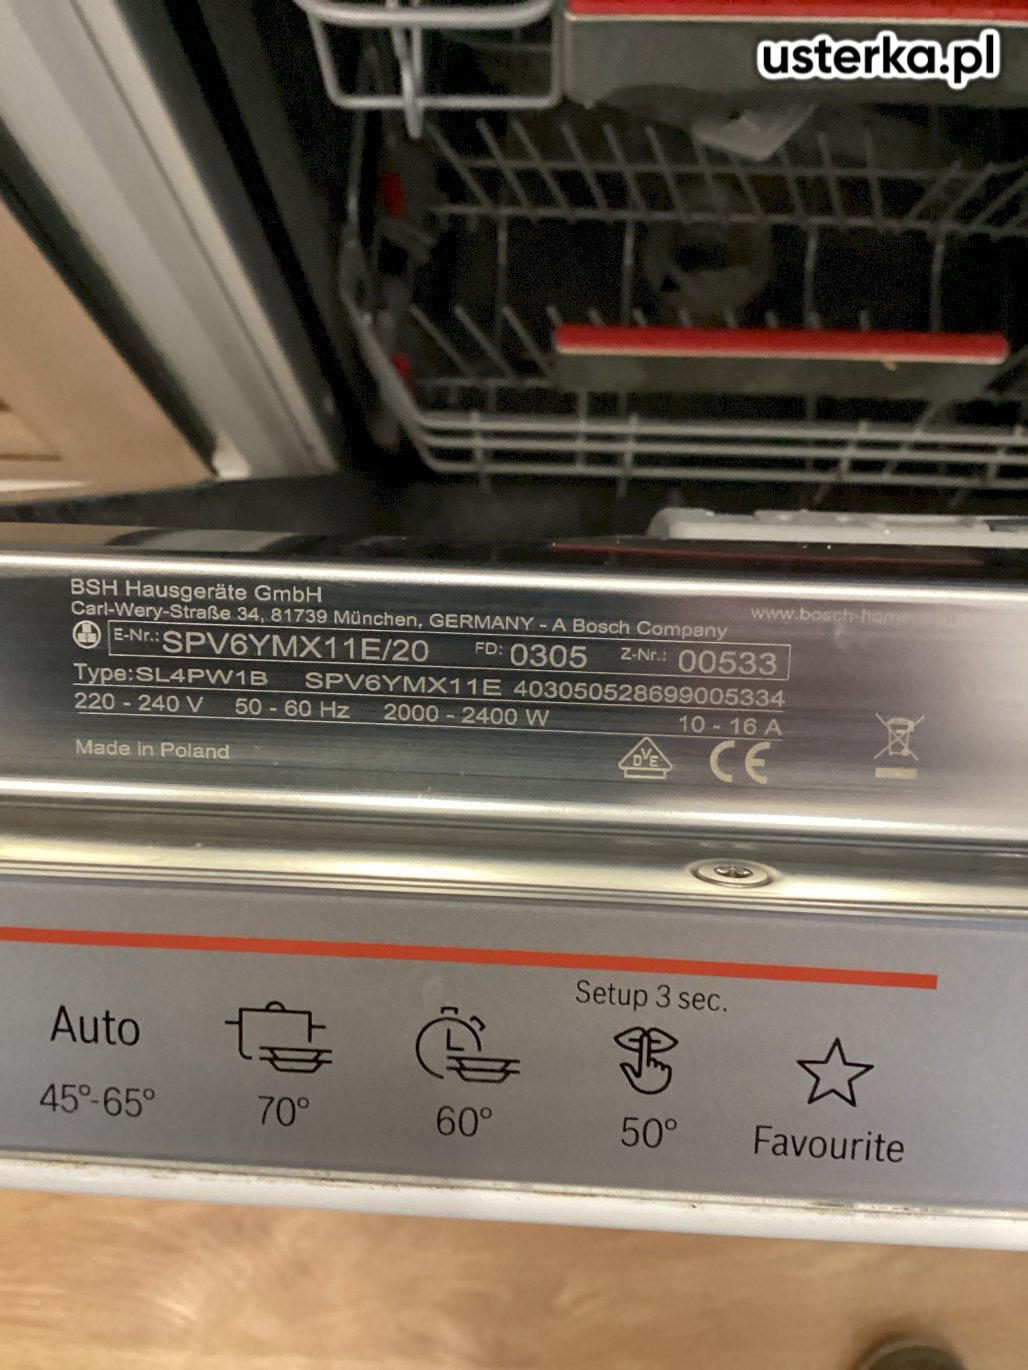 usterka.pl
BSH Hausgeräte GmbH
Carl-Wery-Straße 34, 81739 München, GERMANY - A Bosch Company
www.bosch-home.
E-Nr.: SPV6YMX11E/20 FD: 0305 Z-Nr.: 00533
Type: SL4PW1B SPV6YMX11E 403050528699005334
220 - 240 V 50 - 60 Hz 2000 - 2400 W 10 - 16 A
Made in Poland
DVE CE
Setup 3 sec.
Auto
45°-65° 70° 60° 50° Favourite